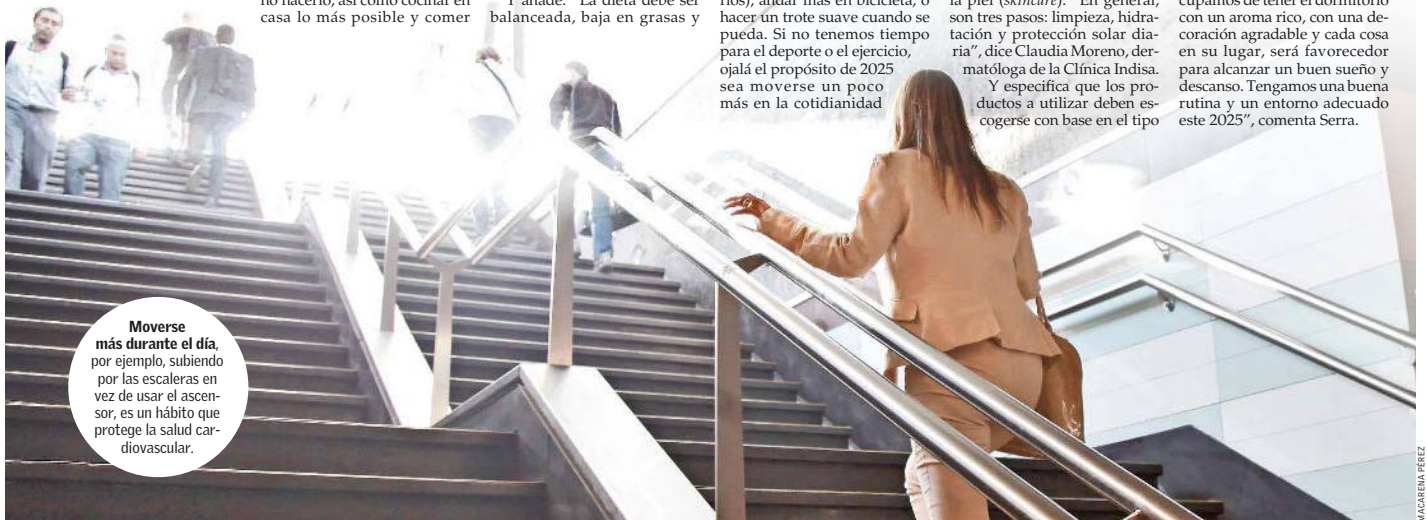 no hacerlo, así como cocinar en
casa lo más posible y comer
Y añade: "La dieta debe ser
balanceada, baja en grasas y
andar más en bicicleta, o
hacer un trote suave cuando se
pueda. Si no tenemos tiempo
para el deporte o el ejercicio,
ojalá el propósito de 2025
sea moverse un poco
más en la cotidianidad
la piel (skincare). "En general,
son tres pasos: limpieza, hidra-
tación y protección solar dia-
ria", dice Claudia Moreno, der-
matóloga de la Clínica Indisa.
Y especifica que los pro-
ductos a utilizar deben es-
cogerse con base en el tipo
cupamos de tener el dormitorio
con un aroma rico, con una de-
coración agradable y cada cosa
en su lugar, será favorecedor
para alcanzar un buen sueño y
descanso. Tengamos una buena
rutina y un entorno adecuado
este 2025", comenta Serra.
Moverse
más durante el día,
por ejemplo, subiendo
por las escaleras en
vez de usar el ascen-
sor, es un hábito que
protege la salud car-
diovascular.
MACARENA PÉREZ